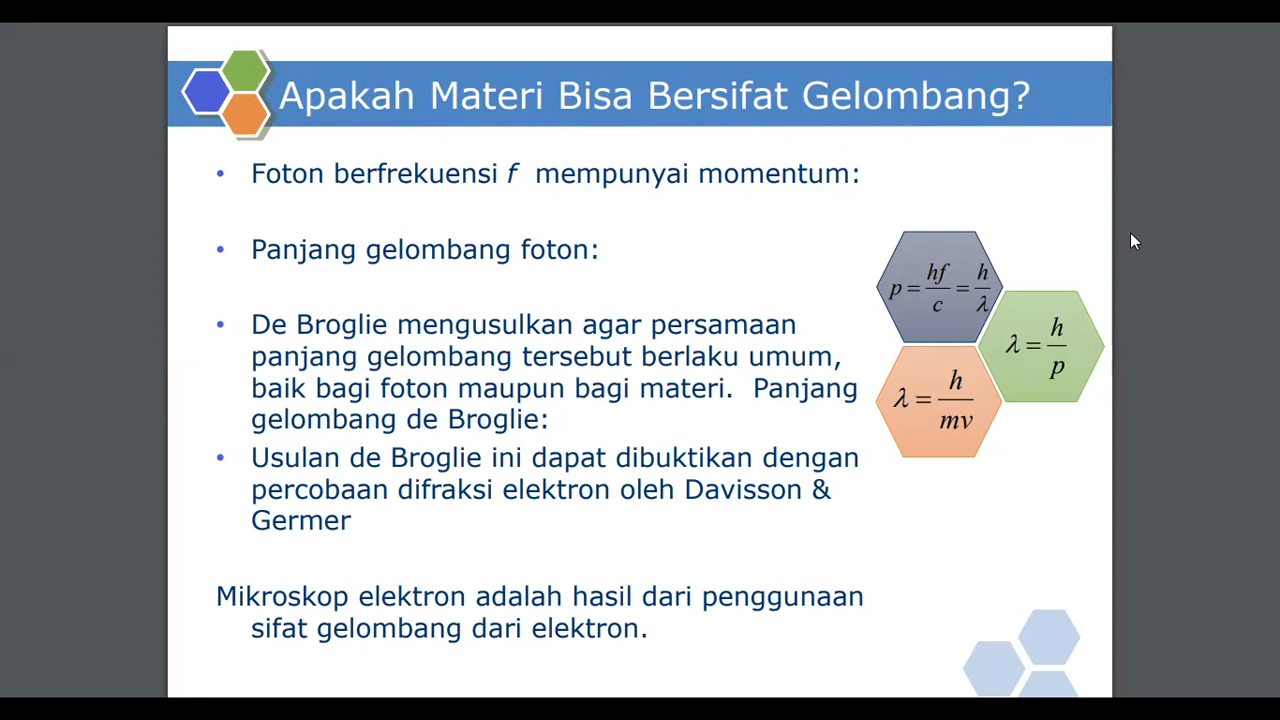 Apakah Materi Bisa Bersifat Gelombang?
• Foton berfrekuensi f mempunyai momentum:
• Panjang gelombang foton:
• De Broglie mengusulkan agar persamaan
panjang gelombang tersebut berlaku umum,
baik bagi foton maupun bagi materi. Panjang
gelombang de Broglie:
• Usulan de Broglie ini dapat dibuktikan dengan
percobaan difraksi elektron oleh Davisson &
Germer
Mikroskop elektron adalah hasil dari penggunaan
sifat gelombang dari elektron.
p = hf/c = h/λ
λ = h/p
λ = h/mv